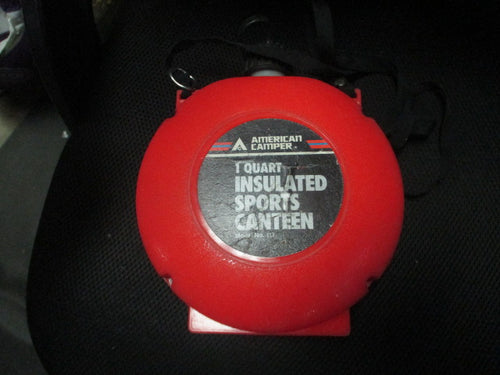 AMERICAN
CAMPER
1 QUART
INSULATED
SPORTS
CANTEEN